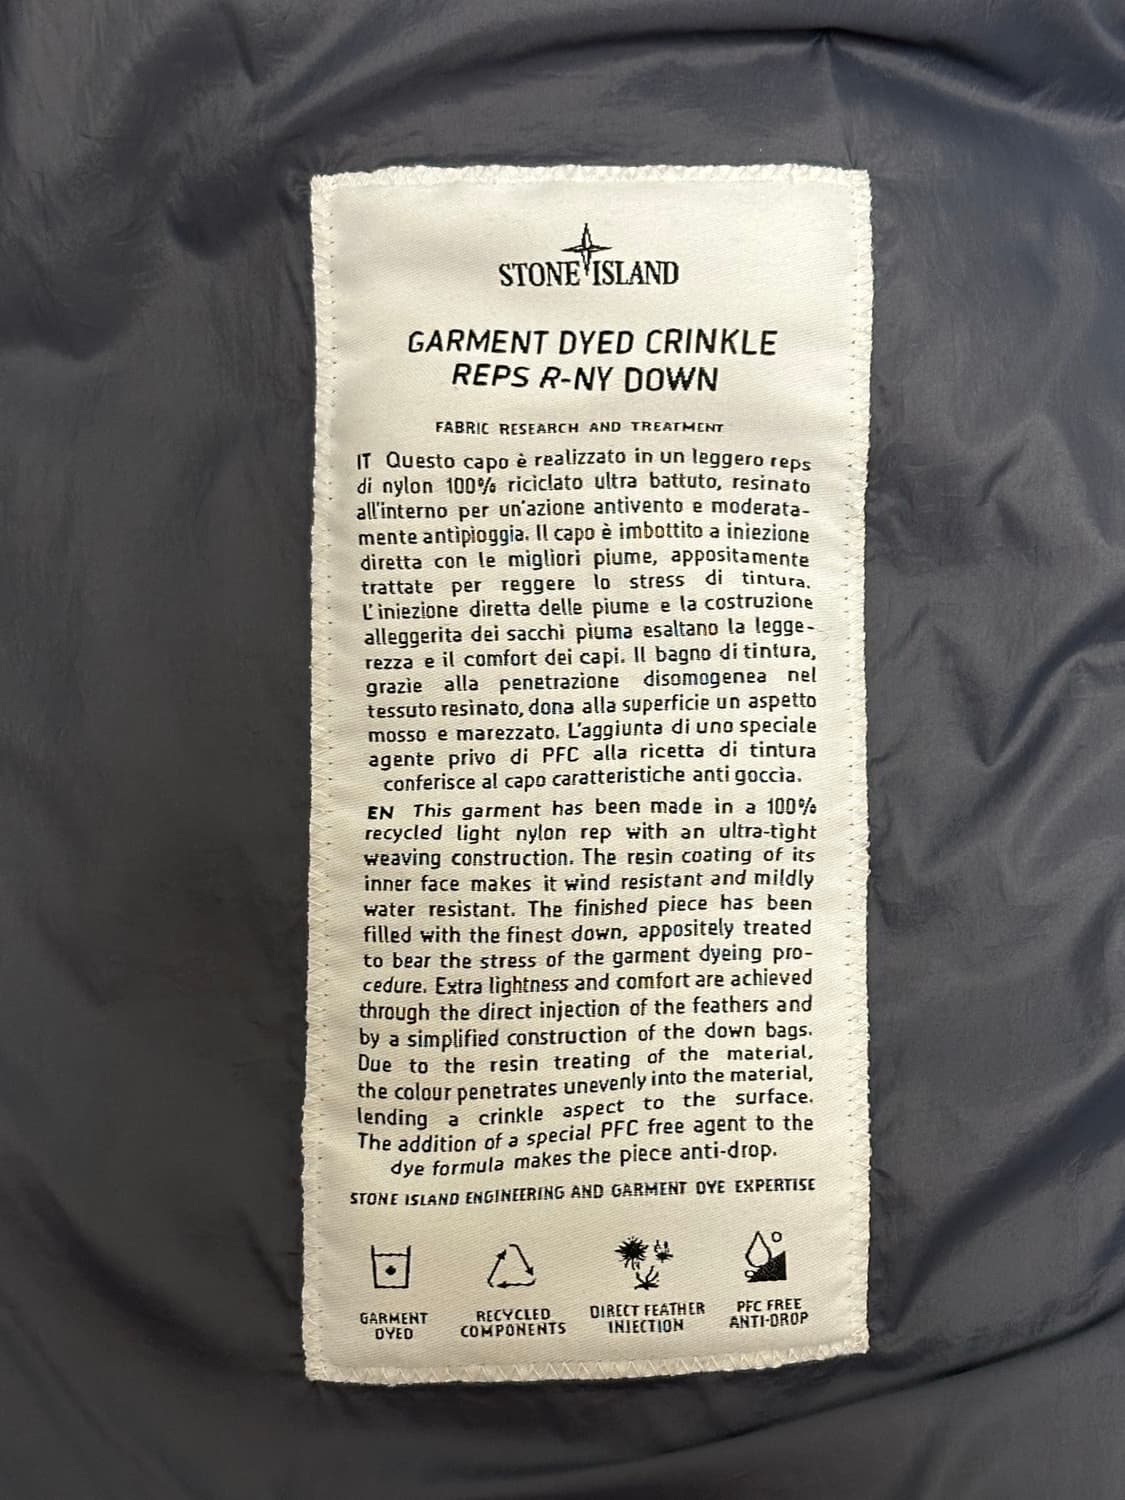 STONE ISLAND
GARMENT DYED CRINKLE
REPS R-NY DOWN
FABRIC RESEARCH AND TREATMENT
IT Questo capo è realizzato in un leggero reps
di nylon 100% riciclato ultra battuto, resinato
all'interno per un'azione antivento e moderata-
mente antipioggia. Il capo è imbottito a iniezione
diretta con le migliori piume, appositamente
trattate per reggere lo stress di tintura.
L'iniezione diretta delle piume e la costruzione
alleggerita dei sacchi piuma esaltano la legge-
rezza e il comfort dei capi. Il bagno di tintura,
grazie alla penetrazione disomogenea nel
tessuto resinato, dona alla superficie un aspetto
mosso e marezzato. L'aggiunta di uno speciale
agente privo di PFC alla ricetta di tintura
conferisce al capo caratteristiche anti goccia.
EN This garment has been made in a 100%
recycled light nylon rep with an ultra-tight
weaving construction. The resin coating of its
inner face makes it wind resistant and mildly
water resistant. The finished piece has been
filled with the finest down, appositely treated
to bear the stress of the garment dyeing pro-
cedure. Extra lightness and comfort are achieved
through the direct injection of the feathers and
by a simplified construction of the down bags.
Due to the resin treating of the material,
the colour penetrates unevenly into the material,
lending a crinkle aspect to the surface.
The addition of a special PFC free agent to the
dye formula makes the piece anti-drop.
STONE ISLAND ENGINEERING AND GARMENT DYE EXPERTISE
GARMENT
DYED
RECYCLED
COMPONENTS
DIRECT FEATHER
INJECTION
PFC FREE
ANTI-DROP